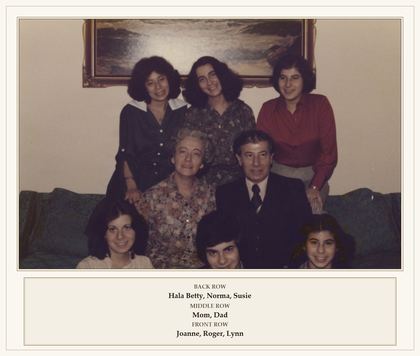 BACK ROW
Hala Betty, Norma, Susie
MIDDLE ROW
Mom, Dad
FRONT ROW
Joanne, Roger, Lynn